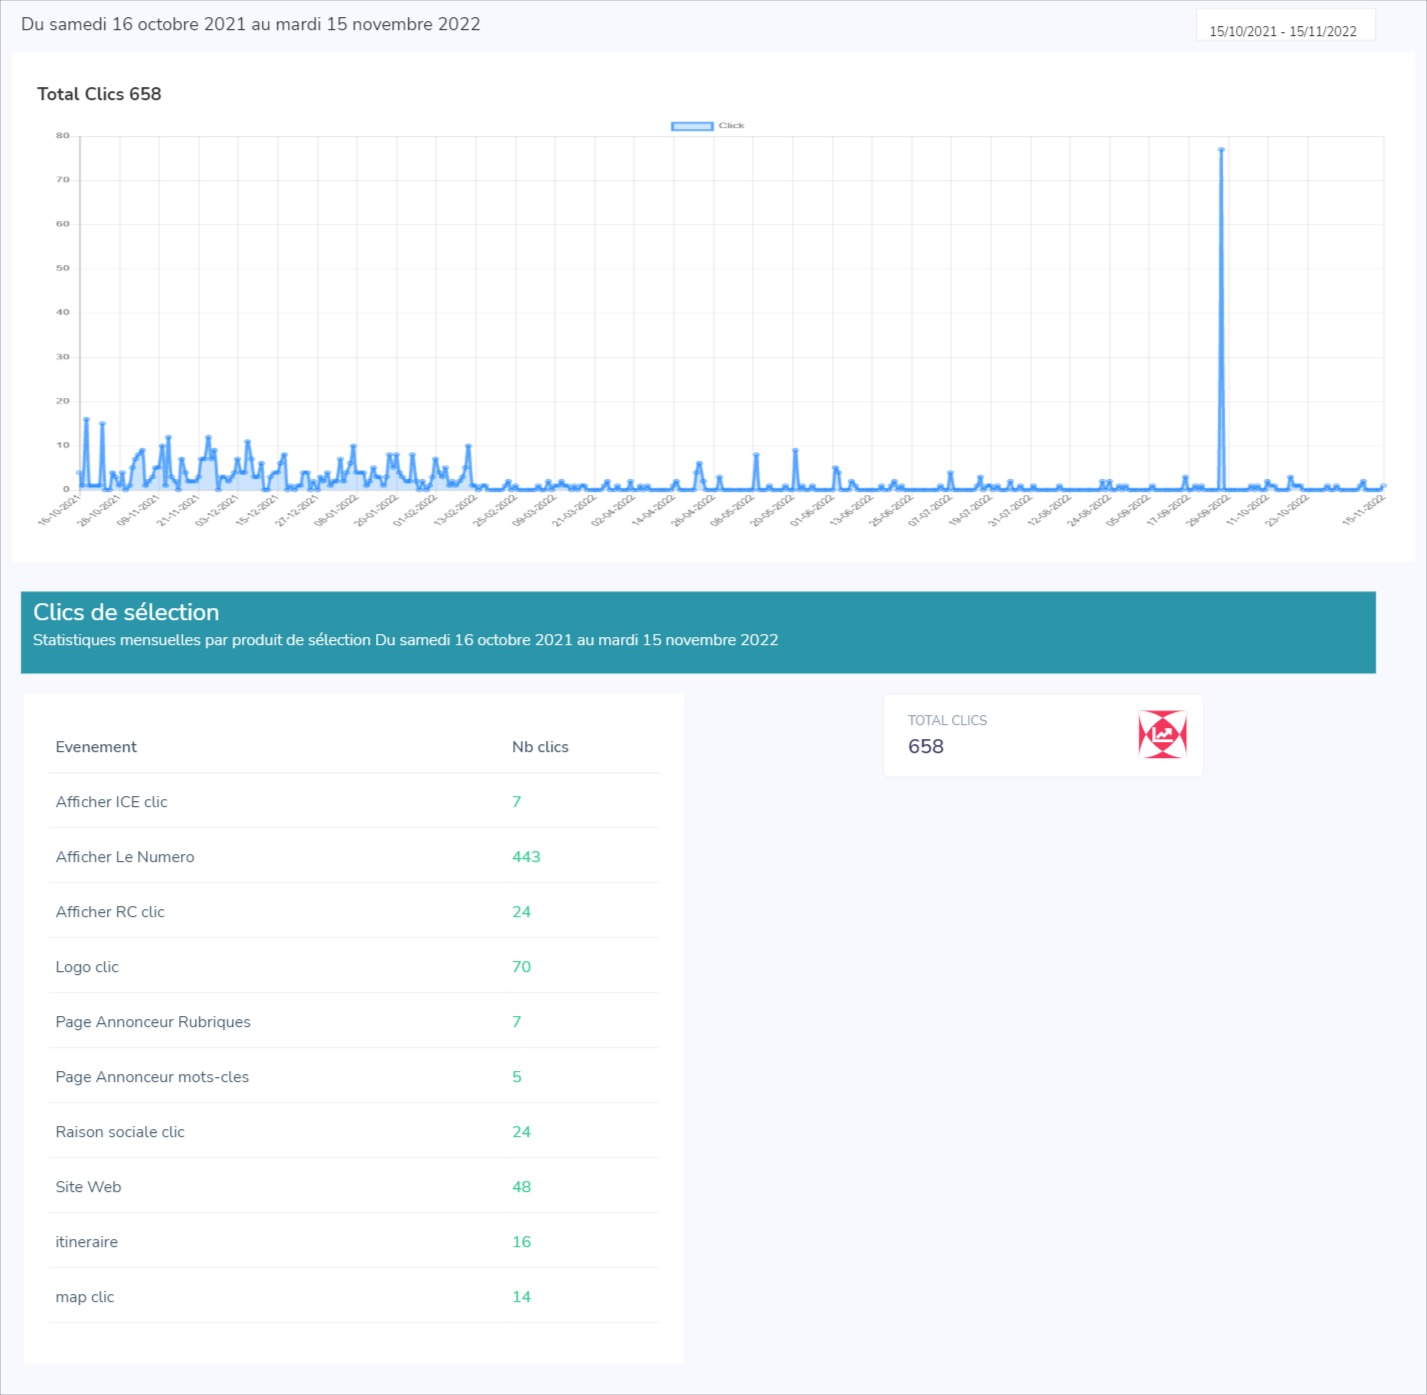 Du samedi 16 octobre 2021 au mardi 15 novembre 2022
15/10/2021 - 15/11/2022
Total Clics 658
Click
80
70
60
50
40
30
20
10
0
16-10-2021
28-10-2021
09-11-2021
21-11-2021
03-12-2021
15-12-2021
27-12-2021
08-01-2022
20-01-2022
01-02-2022
13-02-2022
25-02-2022
09-03-2022
21-03-2022
02-04-2022
14-04-2022
26-04-2022
08-05-2022
20-05-2022
01-06-2022
13-06-2022
25-06-2022
07-07-2022
19-07-2022
31-07-2022
12-08-2022
24-08-2022
05-09-2022
17-09-2022
29-09-2022
11-10-2022
23-10-2022
15-11-2022
Clics de sélection
Statistiques mensuelles par produit de sélection Du samedi 16 octobre 2021 au mardi 15 novembre 2022
Evenement Nb clics
Afficher ICE clic 7
Afficher Le Numero 443
Afficher RC clic 24
Logo clic 70
Page Annonceur Rubriques 7
Page Annonceur mots-cles 5
Raison sociale clic 24
Site Web 48
itineraire 16
map clic 14
TOTAL CLICS
658